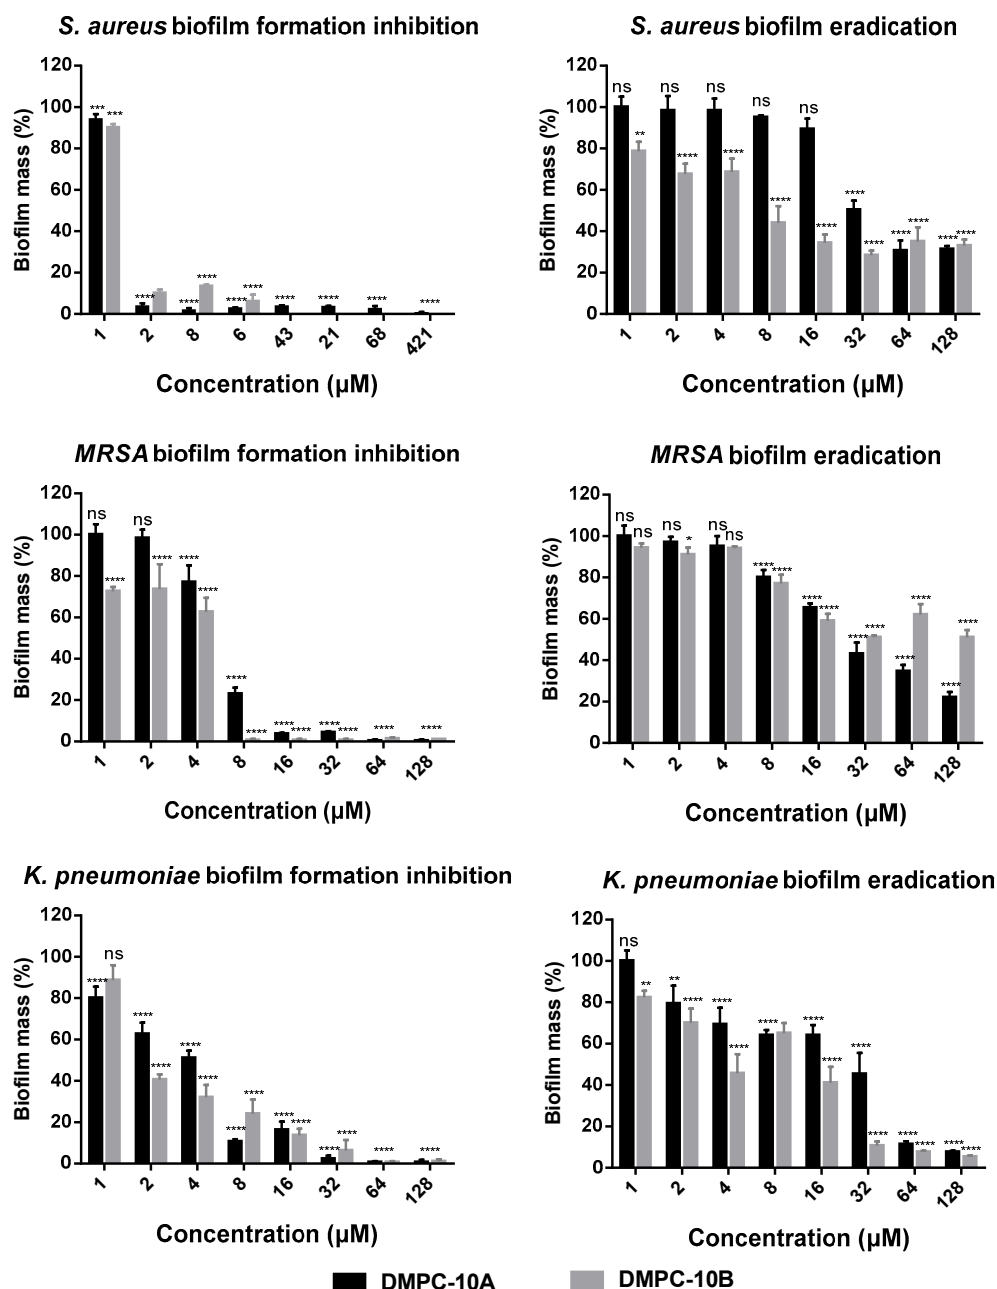 S. aureus biofilm formation inhibition
Biofilm mass (%)
120
100
80
60
40
20
0
*** *** **** **** **** **** **** **** **** ****
1 2 8 6 43 21 68 421
Concentration (µM)
S. aureus biofilm eradication
Biofilm mass (%)
120
100
80
60
40
20
0
ns ** ns **** ns **** ns **** ns **** **** **** **** **** **** ****
1 2 4 8 16 32 64 128
Concentration (µM)
MRSA biofilm formation inhibition
Biofilm mass (%)
120
100
80
60
40
20
0
ns **** ns **** **** **** **** **** **** **** **** **** **** ****
1 2 4 8 16 32 64 128
Concentration (µM)
MRSA biofilm eradication
Biofilm mass (%)
120
100
80
60
40
20
0
ns ns ns * ns ns **** **** **** **** **** **** **** **** **** ****
1 2 4 8 16 32 64 128
Concentration (µM)
K. pneumoniae biofilm formation inhibition
Biofilm mass (%)
120
100
80
60
40
20
0
**** ns **** **** **** **** **** **** **** **** **** **** **** ****
1 2 4 8 16 32 64 128
Concentration (µM)
K. pneumoniae biofilm eradication
Biofilm mass (%)
120
100
80
60
40
20
0
ns ** ** **** **** **** **** **** **** **** **** **** **** **** ****
1 2 4 8 16 32 64 128
Concentration (µM)
DMPC-10A
DMPC-10B